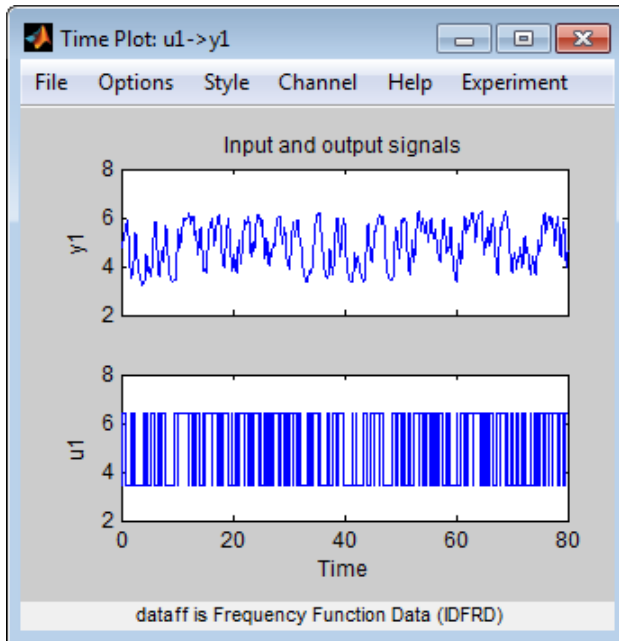 Time Plot: u1->y1
File Options Style Channel Help Experiment
Input and output signals
8
6
4
2
y1
8
6
4
2
u1
0 20 40 60 80
Time
dataff is Frequency Function Data (IDFRD)